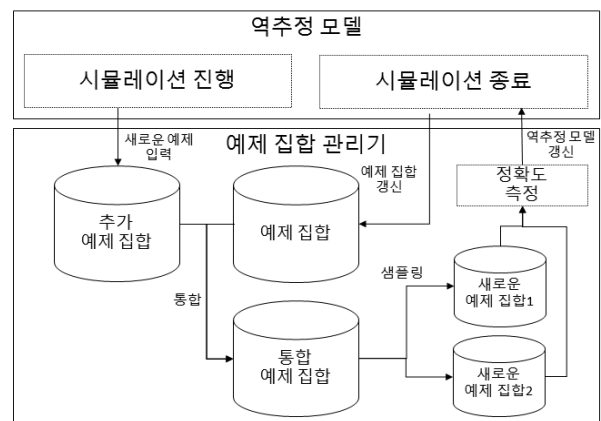 역추정 모델
시뮬레이션 진행
시뮬레이션 종료
새로운 예제
입력
예제 집합 관리기
역추정 모델
갱신
예제 집합
갱신
정확도
측정
추가
예제 집합
예제 집합
샘플링
새로운
예제 집합1
통합
통합
예제 집합
새로운
예제 집합2